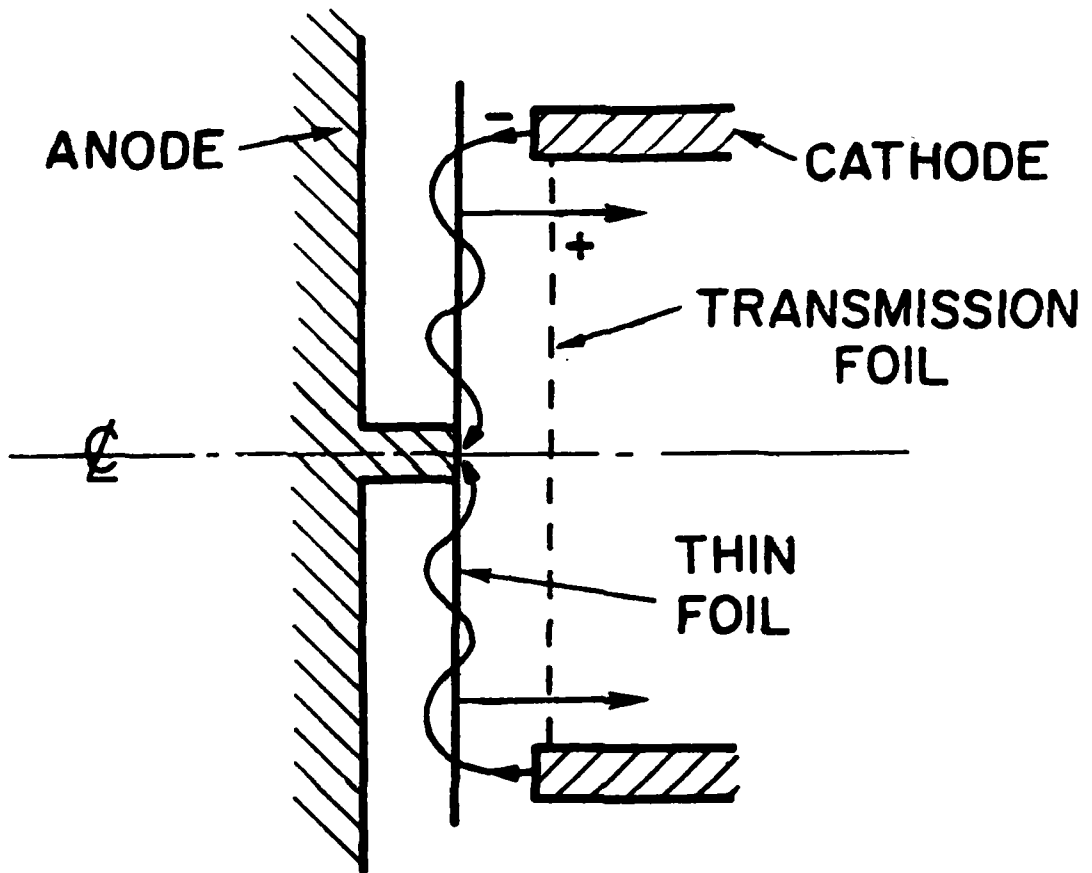 ANODE
CATHODE
-
+
TRANSMISSION
FOIL
℄
THIN
FOIL